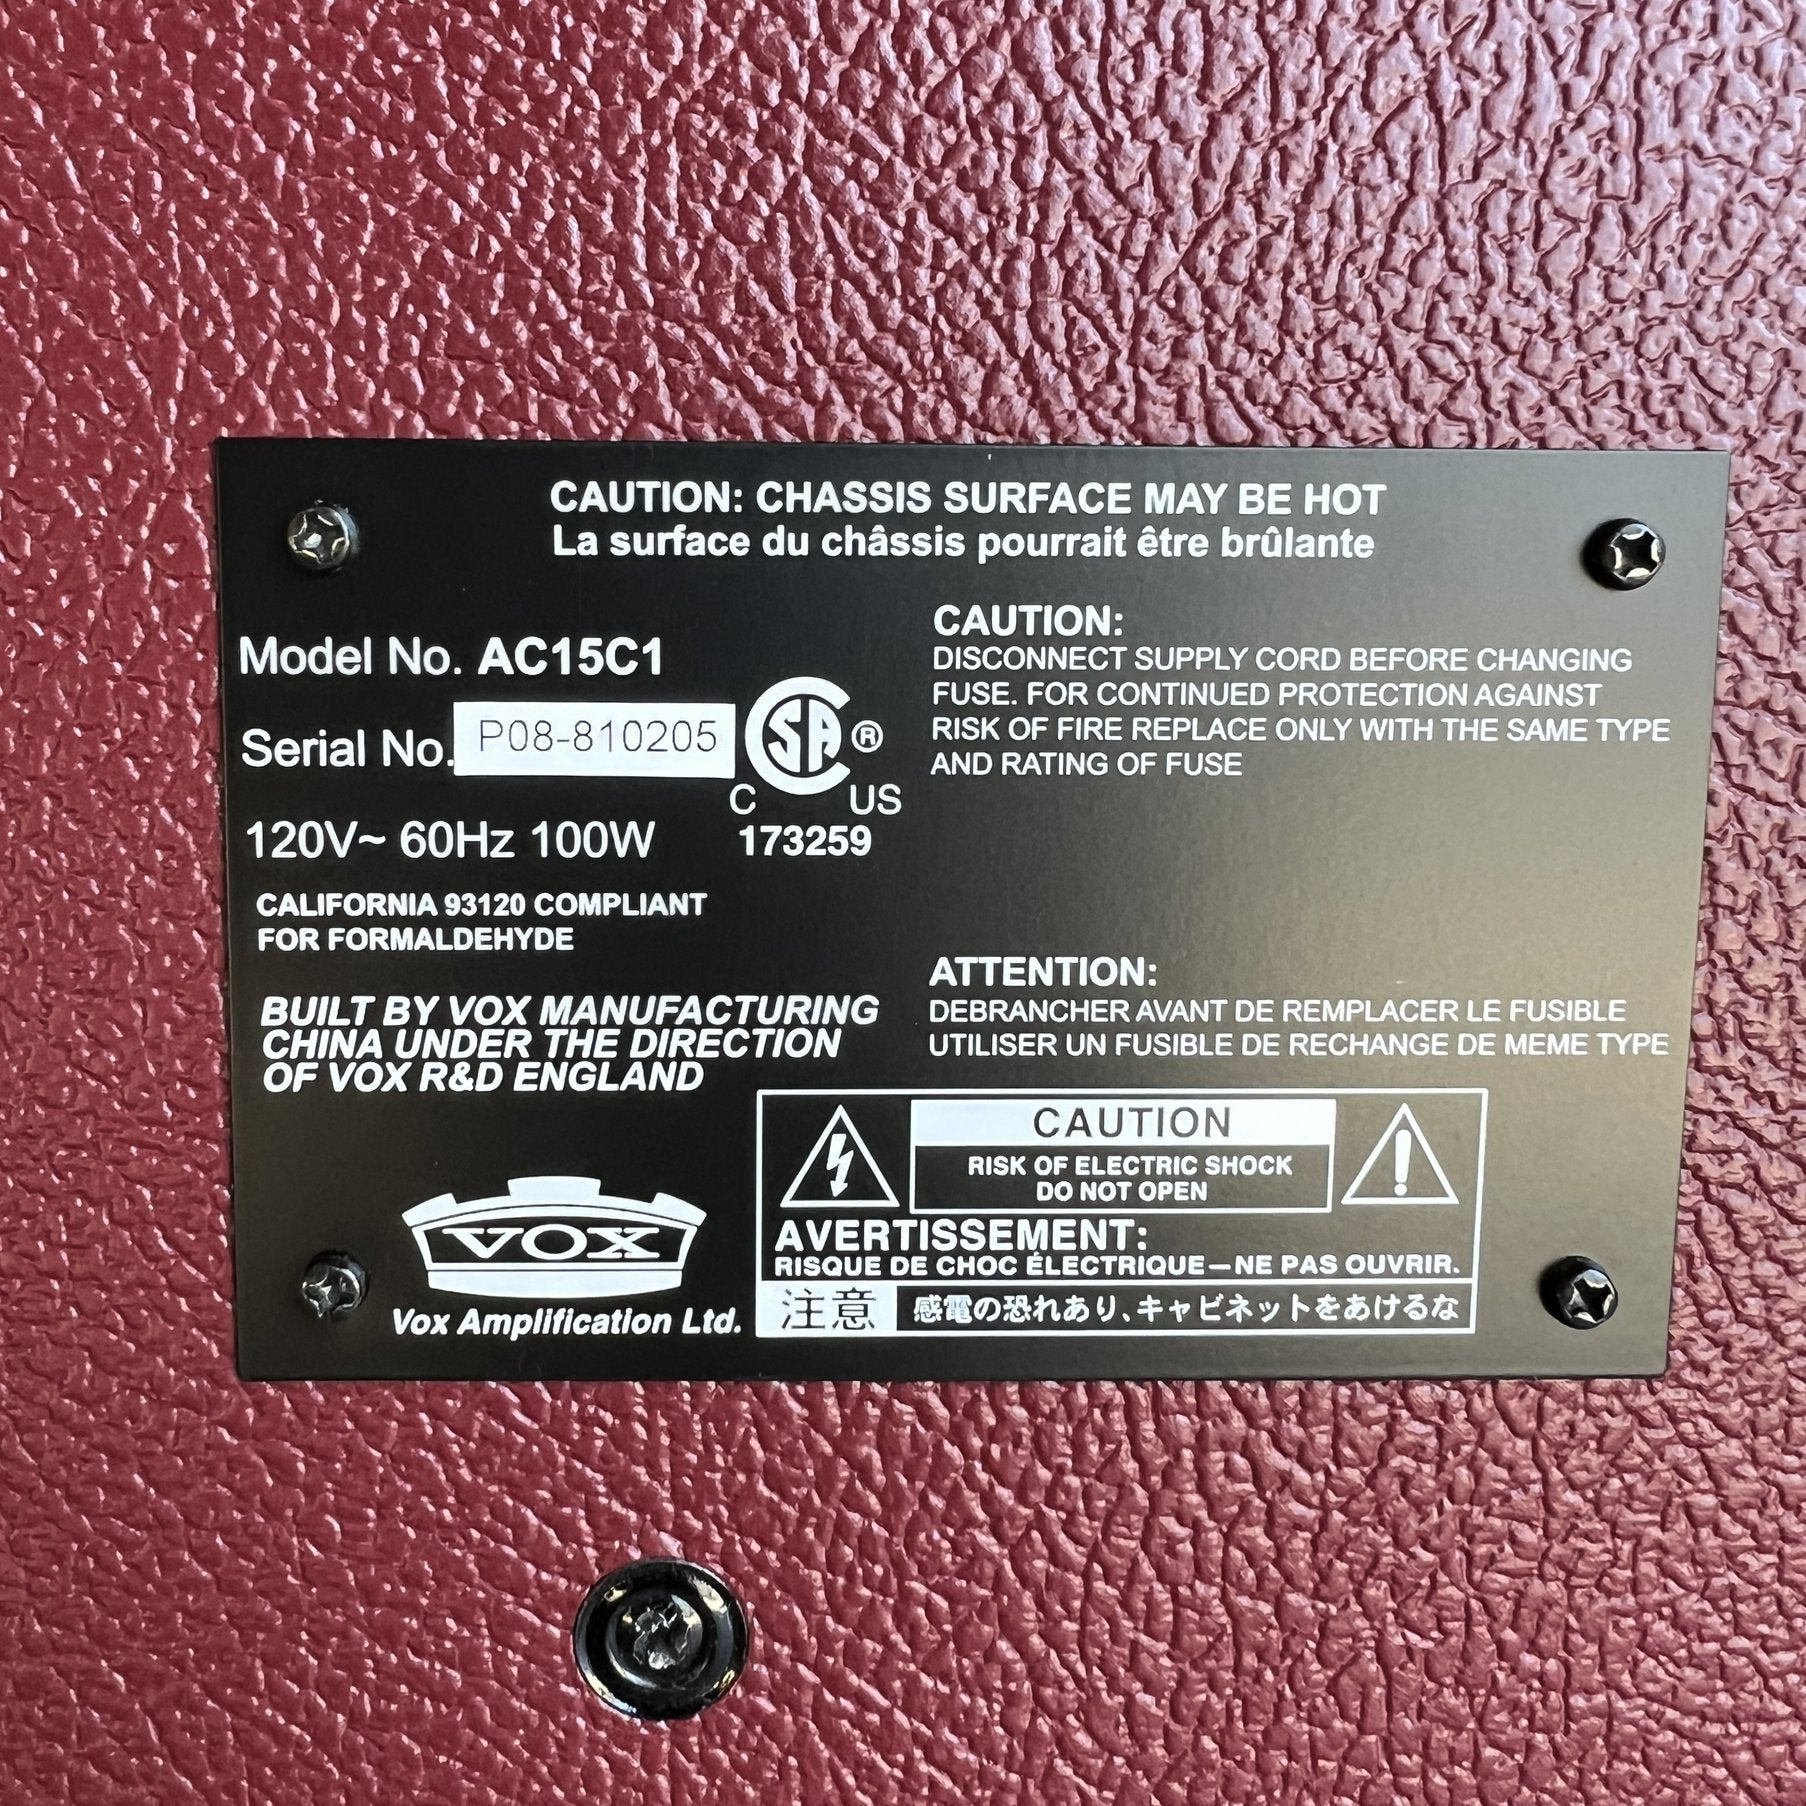 CAUTION: CHASSIS SURFACE MAY BE HOT
La surface du châssis pourrait être brûlante
Model No. AC15C1
Serial No. P08-810205
SA ®
C US
120V~ 60Hz 100W
173259
CALIFORNIA 93120 COMPLIANT
FOR FORMALDEHYDE
BUILT BY VOX MANUFACTURING
CHINA UNDER THE DIRECTION
OF VOX R&D ENGLAND
VOX
Vox Amplification Ltd.
CAUTION:
DISCONNECT SUPPLY CORD BEFORE CHANGING
FUSE. FOR CONTINUED PROTECTION AGAINST
RISK OF FIRE REPLACE ONLY WITH THE SAME TYPE
AND RATING OF FUSE
ATTENTION:
DEBRANCHER AVANT DE REMPLACER LE FUSIBLE
UTILISER UN FUSIBLE DE RECHANGE DE MEME TYPE
CAUTION
RISK OF ELECTRIC SHOCK
DO NOT OPEN
AVERTISSEMENT:
RISQUE DE CHOC ÉLECTRIQUE—NE PAS OUVRIR.
注意 感電の恐れあり、キャビネットをあけるな